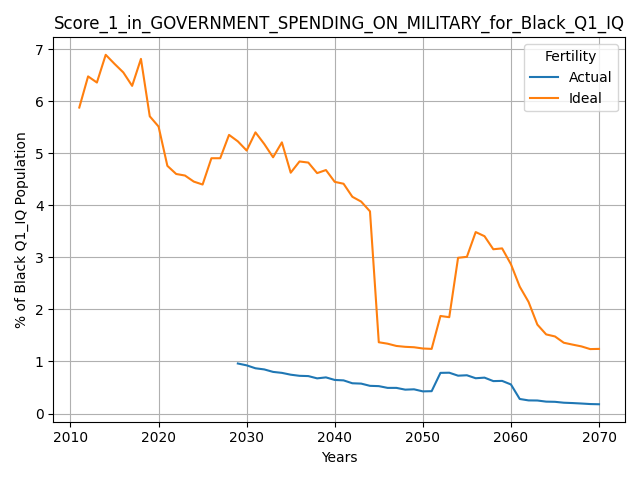 Score_1_in_GOVERNMENT_SPENDING_ON_MILITARY_for_Black_Q1_IQ
Fertility
Actual
Ideal
% of Black Q1_IQ Population
7
6
5
4
3
2
1
0
2010
2020
2030
2040
2050
2060
2070
Years